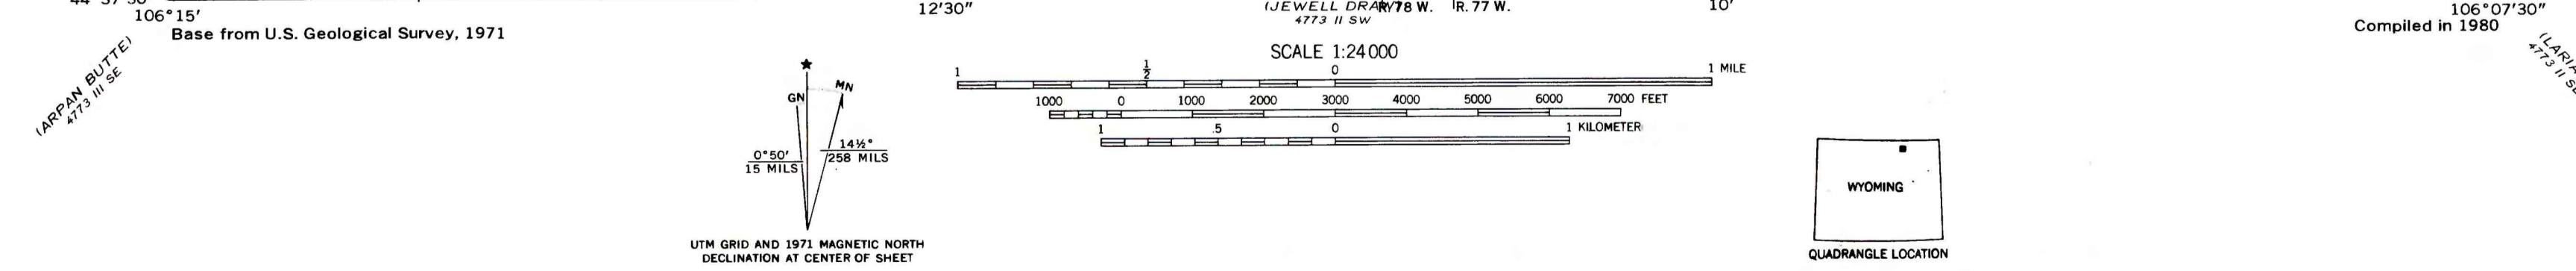 106°15′ 12′30″ (JEWELL DRAW) R. 78 W. R. 77 W. 10′ 106°07′30″
4773 II SW
Base from U.S. Geological Survey, 1971 Compiled in 1980
(ARPAN BUTTE)
4773 III SE
SCALE 1:24 000
1 ½ 0 1 MILE
1000 0 1000 2000 3000 4000 5000 6000 7000 FEET
1 .5 0 1 KILOMETER
★
GN MN
0°50′
15 MILS
14½°
258 MILS
UTM GRID AND 1971 MAGNETIC NORTH
DECLINATION AT CENTER OF SHEET
WYOMING
QUADRANGLE LOCATION